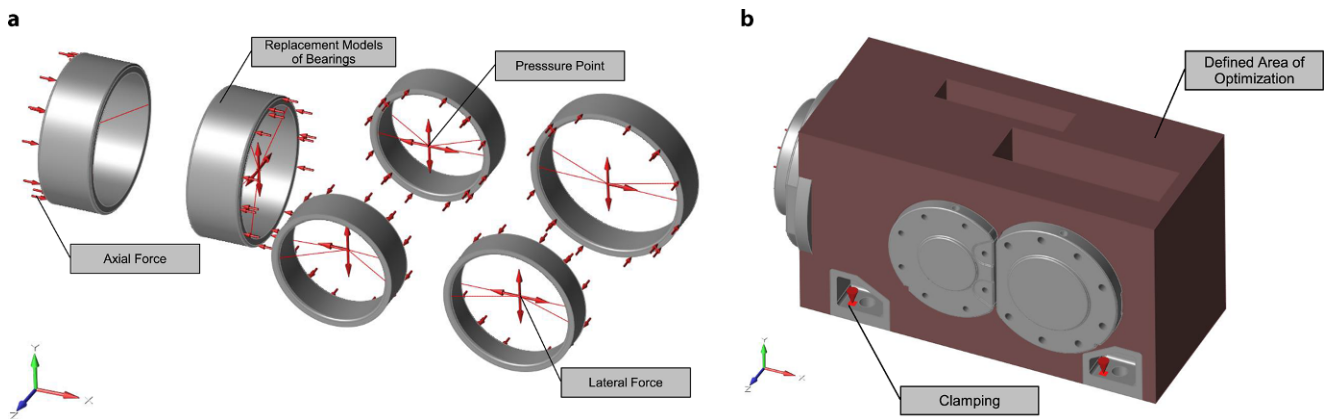 a
Replacement Models
of Bearings
Presssure Point
Axial Force
Lateral Force
Y
X
Z
b
Defined Area of
Optimization
Clamping
Y
X
Z